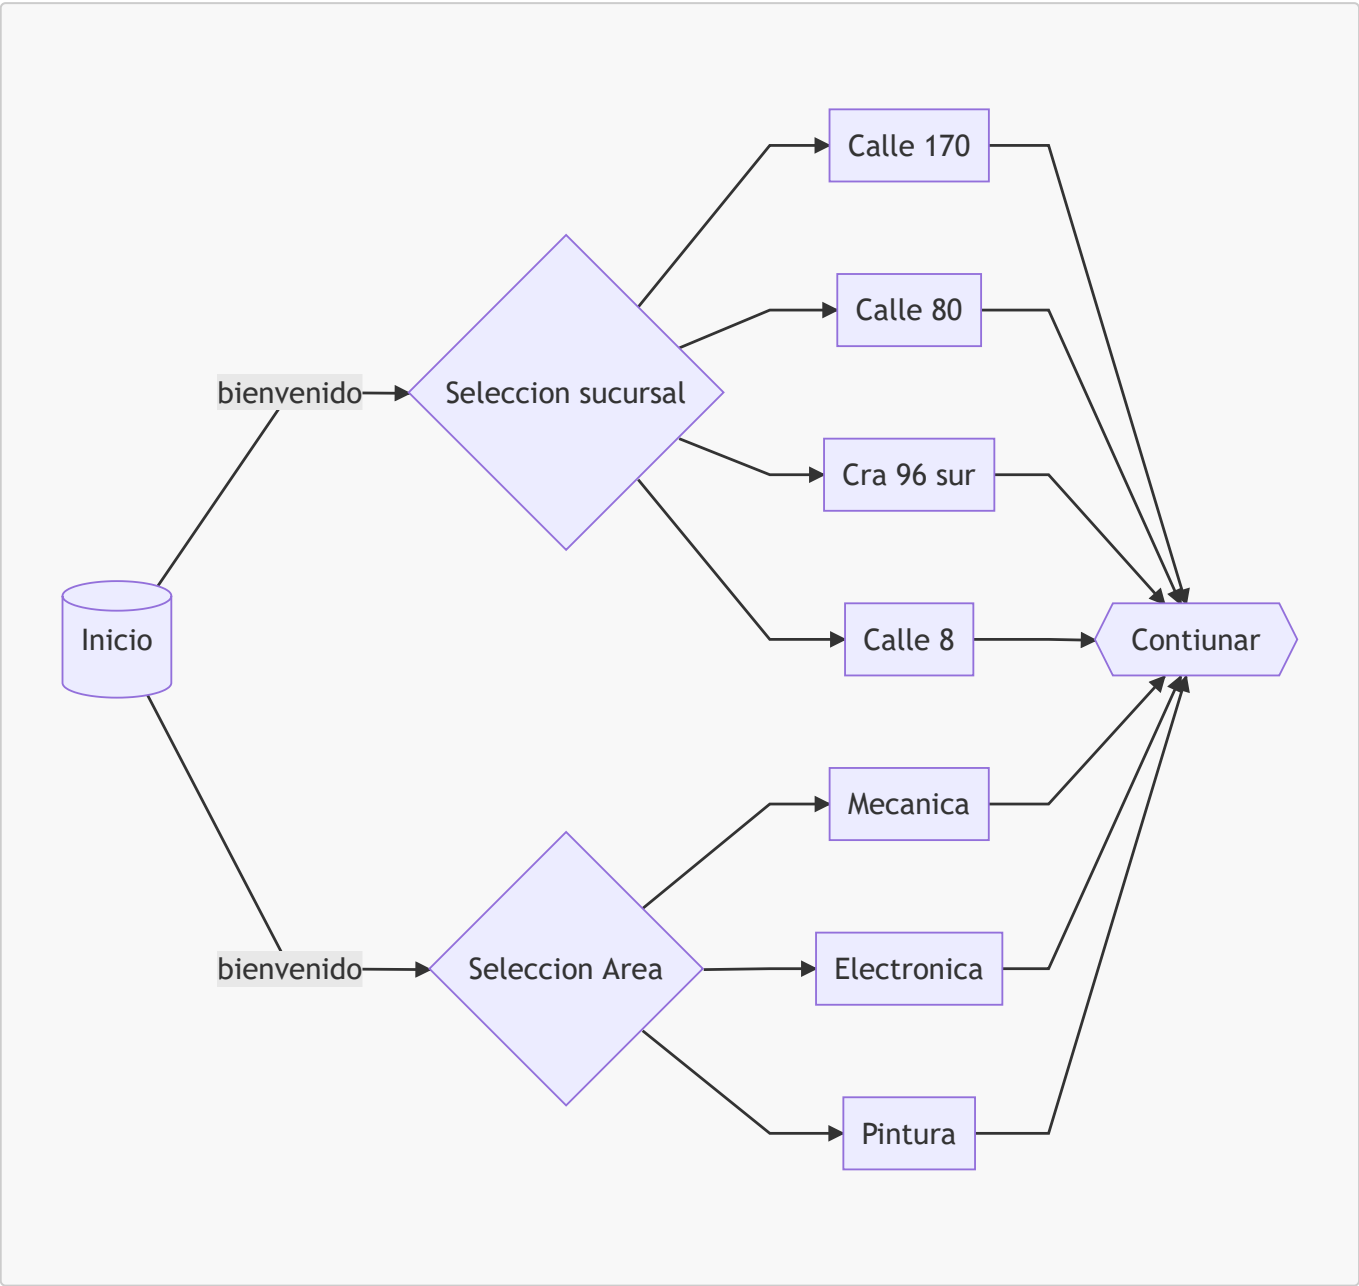 Inicio
bienvenido
Seleccion sucursal
Calle 170
Calle 80
Cra 96 sur
Calle 8
bienvenido
Seleccion Area
Mecanica
Electronica
Pintura
Contiunar